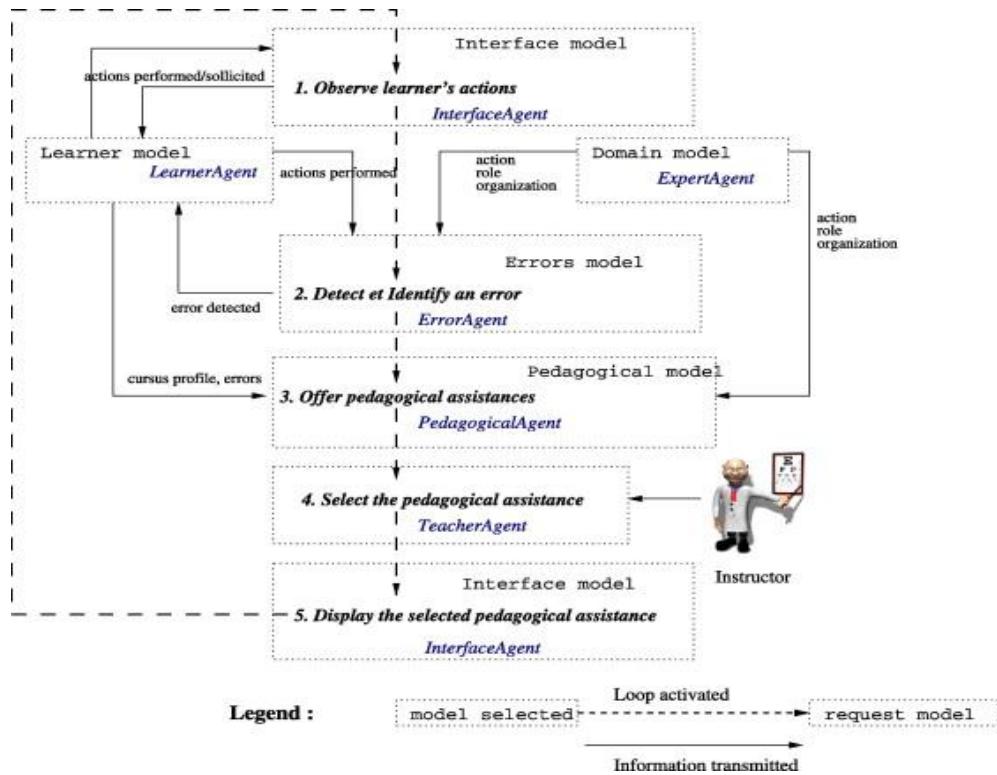 Interface model
actions performed/sollicited
1. Observe learner's actions
InterfaceAgent
Learner model
LearnerAgent
actions performed
action
role
organization
Domain model
ExpertAgent
action
role
organization
Errors model
2. Detect et Identify an error
ErrorAgent
error detected
Pedagogical model
cursus profile, errors
3. Offer pedagogical assistances
PedagogicalAgent
4. Select the pedagogical assistance
TeacherAgent
E
F P
Instructor
Interface model
5. Display the selected pedagogical assistance
InterfaceAgent
Legend :
model selected
Loop activated
request model
Information transmitted